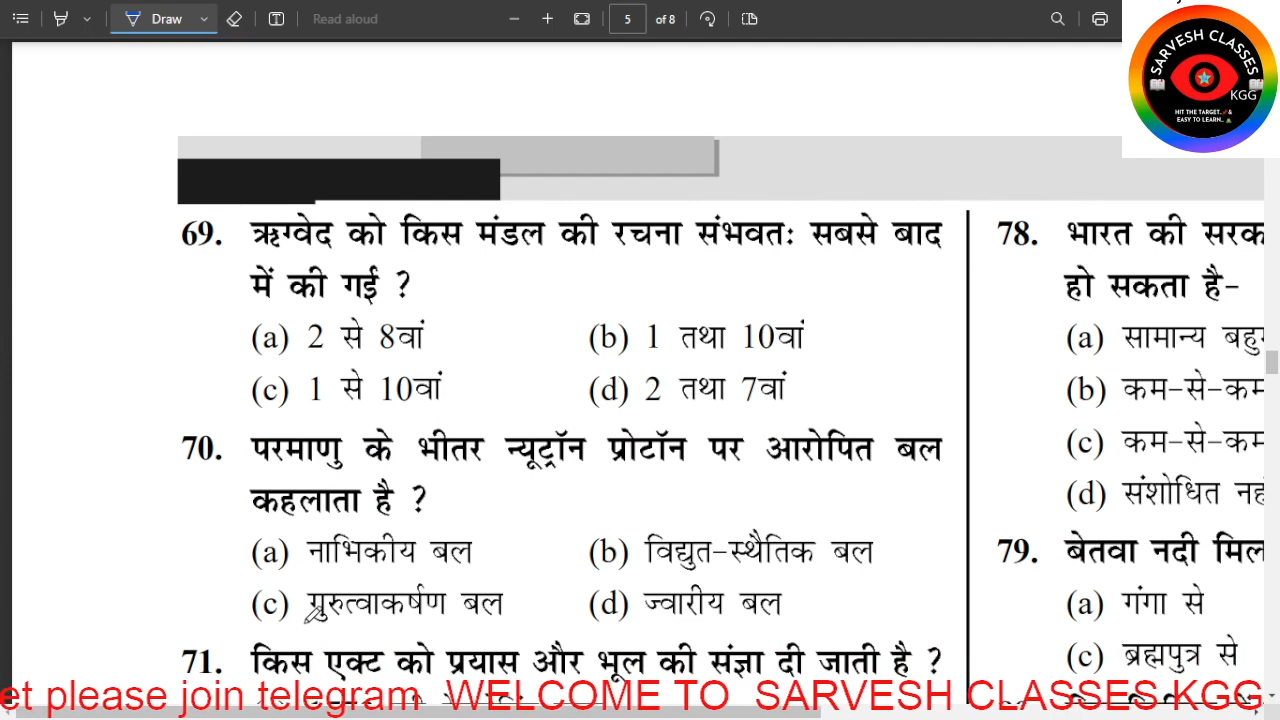 Draw
Read aloud
5 of 8
SARVESH CLASSES
KGG
HIT THE TARGET..📌&
EASY TO LEARN..
69. ऋग्वेद को किस मंडल की रचना संभवतः सबसे बाद
में की गई ?
(a) 2 से 8वां (b) 1 तथा 10वां
(c) 1 से 10वां (d) 2 तथा 7वां
70. परमाणु के भीतर न्यूट्रॉन प्रोटॉन पर आरोपित बल
कहलाता है ?
(a) नाभिकीय बल (b) विद्युत-स्थैतिक बल
(c) गुरुत्वाकर्षण बल (d) ज्वारीय बल
71. किस एक्ट को प्रयास और भूल की संज्ञा दी जाती है ?
78. भारत की
हो सकता है-
(a) सामान्य
(b) कम-से-कम
(c) कम-से-कम
(d) संशोधित
79. बेतवा नदी
(a) गंगा से
(c) ब्रह्मपुत्र से
et please join telegram WELCOME TO SARVESH CLASSES KGG